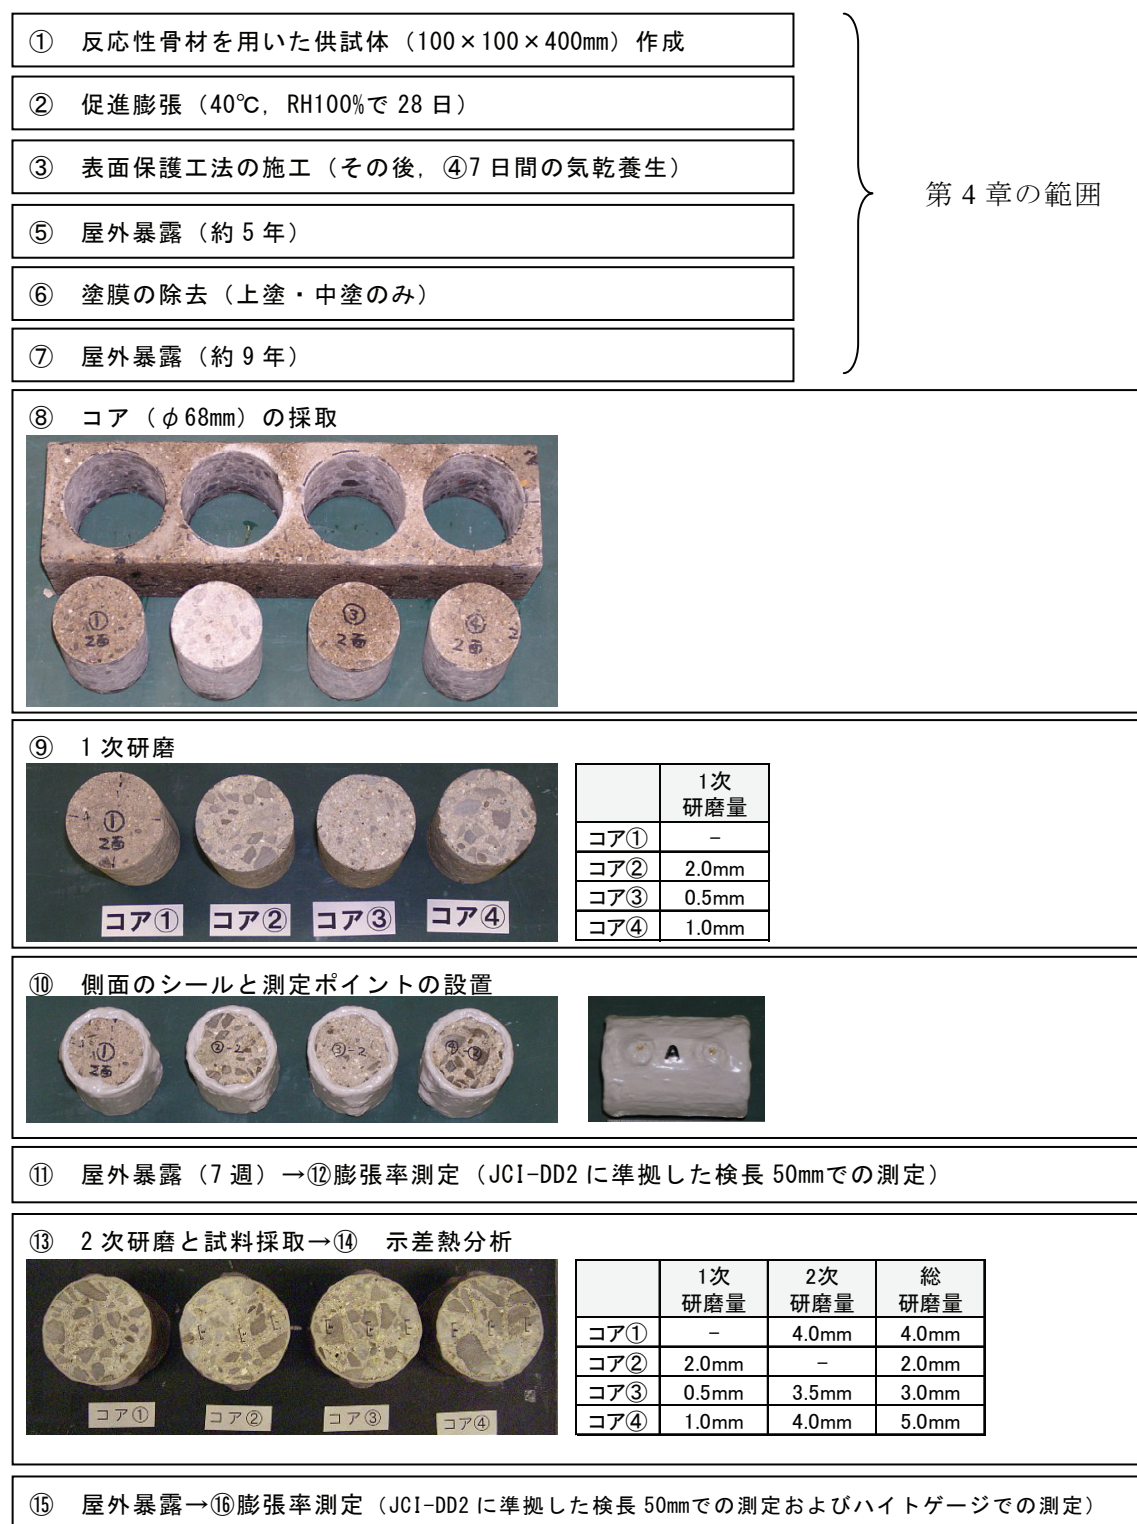 ① 反応性骨材を用いた供試体（100×100×400mm）作成
② 促進膨張（40℃，RH100%で 28 日）
③ 表面保護工法の施工（その後，④7 日間の気乾養生）
⑤ 屋外暴露（約 5 年）
⑥ 塗膜の除去（上塗・中塗のみ）
⑦ 屋外暴露（約 9 年）
第 4 章の範囲
⑧ コア（φ68mm）の採取
① 2面
③ 2面
④ 2面
2
⑨ 1 次研磨
① 2面
コア① コア② コア③ コア④
1次
研磨量
コア① －
コア② 2.0mm
コア③ 0.5mm
コア④ 1.0mm
⑩ 側面のシールと測定ポイントの設置
① 2面 ②-2 ③-2 ④-2
A
⑪ 屋外暴露（7 週）→⑫膨張率測定（JCI-DD2 に準拠した検長 50mmでの測定）
⑬ 2 次研磨と試料採取→⑭ 示差熱分析
E E E E E E E E E
コア① コア② コア③ コア④
1次 2次 総
研磨量 研磨量 研磨量
コア① － 4.0mm 4.0mm
コア② 2.0mm － 2.0mm
コア③ 0.5mm 3.5mm 3.0mm
コア④ 1.0mm 4.0mm 5.0mm
⑮ 屋外暴露→⑯膨張率測定（JCI-DD2 に準拠した検長 50mmでの測定およびハイトゲージでの測定）